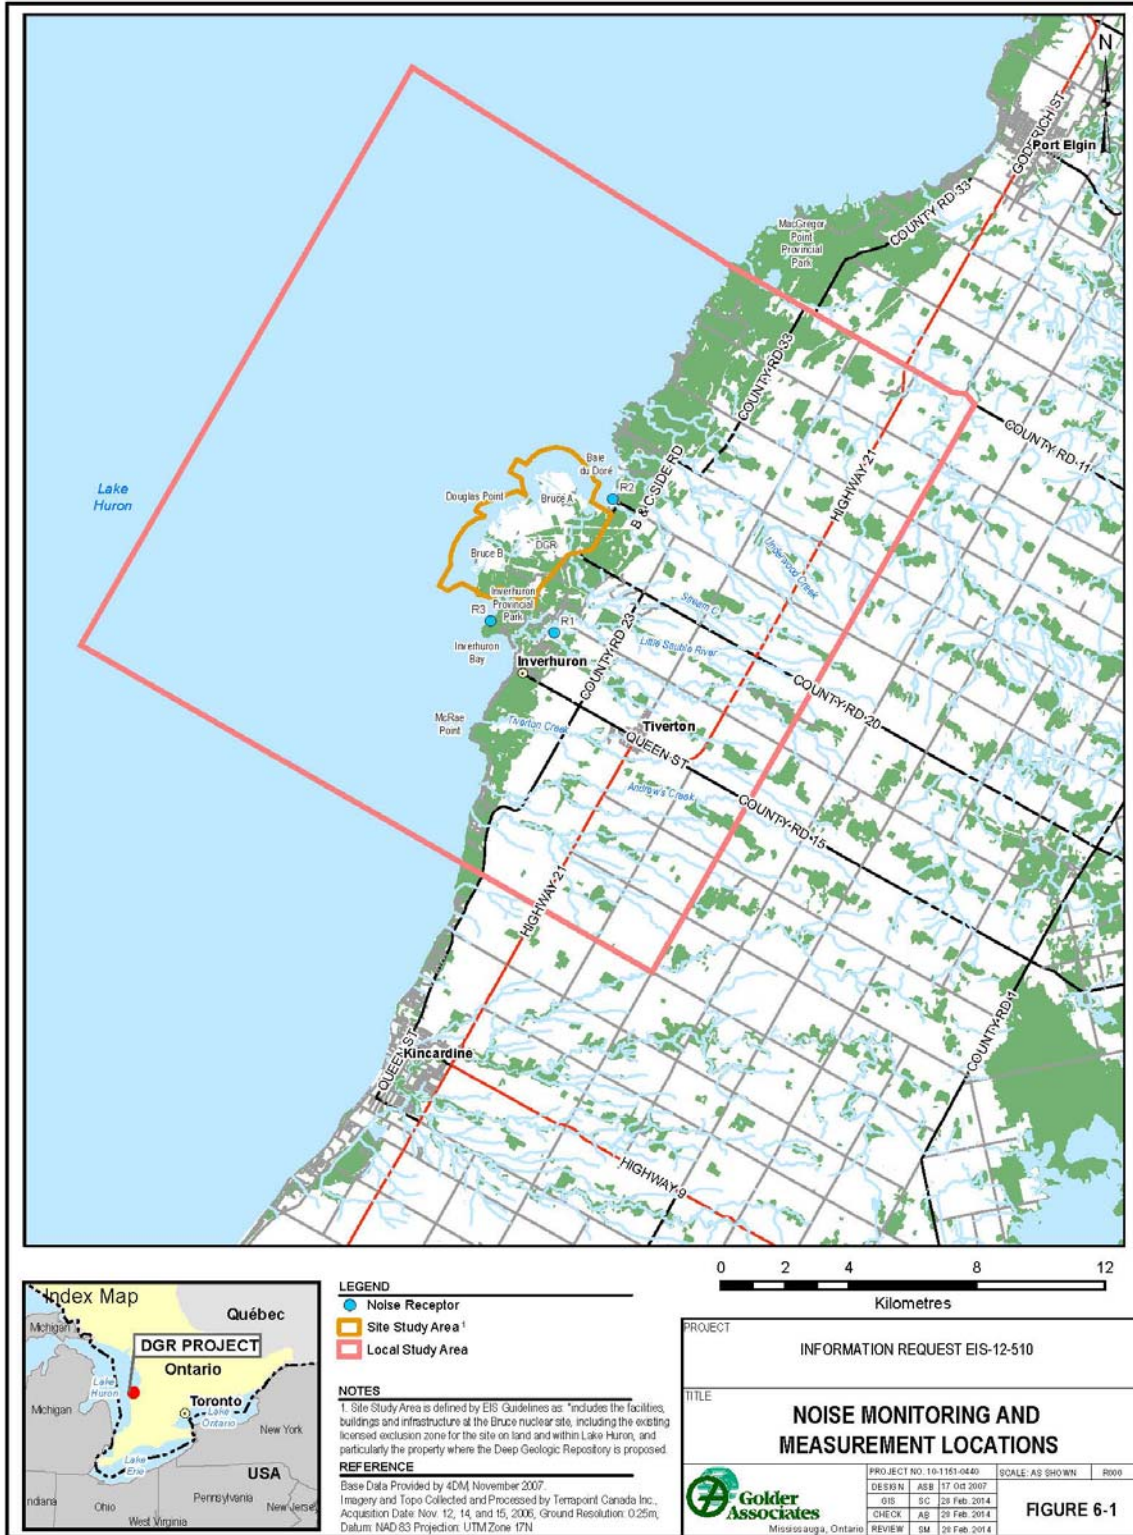 N
Port Elgin
GODERICH ST
COUNTY RD 33
MacGregor
Point
Provincial
Park
COUNTY RD 33
COUNTY RD 11
HIGHWAY 21
B & C SIDE RD
Lake
Huron
Baie
du Doré
R2
Douglas Point
Bruce A
DGR
Bruce B
Underwood Creek
Inverhuron
Provincial
Park
Stream C
R3
R1
Little Sauble River
Inverhuron
Bay
Inverhuron
COUNTY RD 23
COUNTY RD 20
McRae
Point
Tiverton Creek
Tiverton
QUEEN ST
Andrew's Creek
COUNTY RD 15
HIGHWAY 21
COUNTY RD 1
QUEEN ST
Kincardine
HIGHWAY 9
0 2 4 8 12
Kilometres
Index Map
Québec
Michigan
DGR PROJECT
Ontario
Lake
Huron
Toronto
Lake
Ontario
Michigan
New York
Lake
Erie
USA
Pennsylvania
New Jerse
ndiana
Ohio
West Virginia
LEGEND
Noise Receptor
Site Study Area 1
Local Study Area
NOTES
1. Site Study Area is defined by EIS Guidelines as: "includes the facilities,
buildings and infrastructure at the Bruce nuclear site, including the existing
licensed exclusion zone for the site on land and within Lake Huron, and
particularly the property where the Deep Geologic Repository is proposed.
REFERENCE
Base Data Provided by 4DM, November 2007.
Imagery and Topo Collected and Processed by Terrapoint Canada Inc.,
Acquisition Date: Nov. 12, 14, and 15, 2006, Ground Resolution: 0.25m,
Datum: NAD 83 Projection: UTM Zone 17N
PROJECT
INFORMATION REQUEST EIS-12-510
TITLE
NOISE MONITORING AND
MEASUREMENT LOCATIONS
Golder
Associates
Mississauga, Ontario
PROJECT NO. 10-1151-0440 SCALE: AS SHOWN R000
DESIGN ASB 17 Oct 2007
GIS SC 28 Feb. 2014
CHECK AB 28 Feb. 2014
REVIEW SM 28 Feb. 2014
FIGURE 6-1